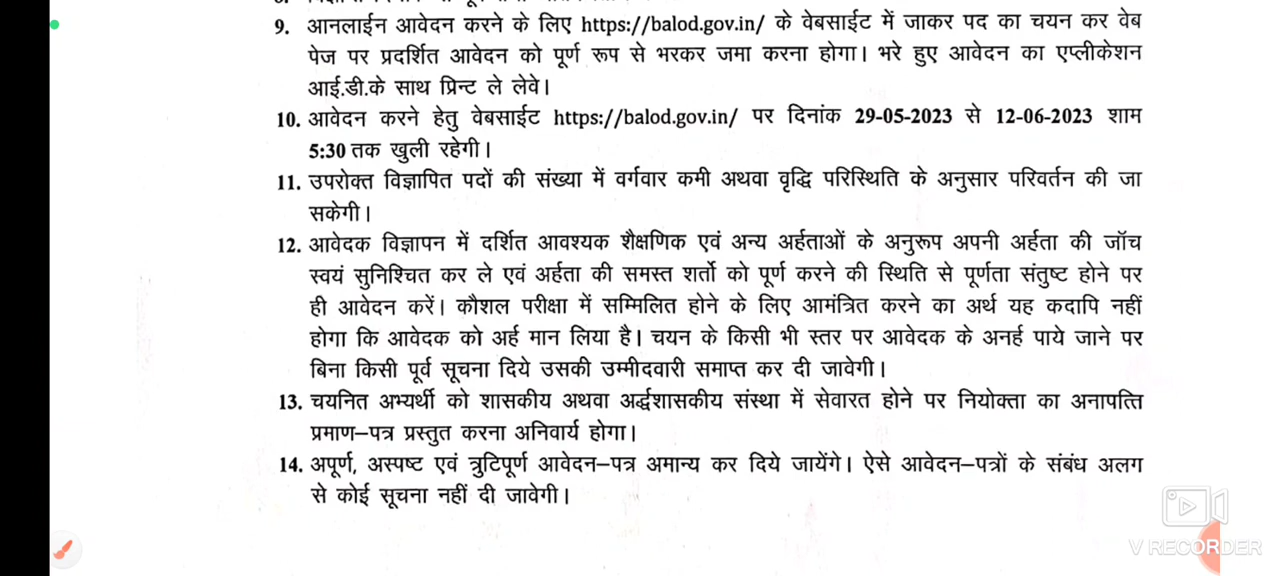 9. आनलाईन आवेदन करने के लिए https://balod.gov.in/ के वेबसाईट में जाकर पद का चयन कर वेब
पेज पर प्रदर्शित आवेदन को पूर्ण रूप से भरकर जमा करना होगा। भरे हुए आवेदन का एप्लीकेशन
आई.डी.के साथ प्रिन्ट ले लेवे।
10. आवेदन करने हेतु वेबसाईट https://balod.gov.in/ पर दिनांक 29-05-2023 से 12-06-2023 शाम
5:30 तक खुली रहेगी।
11. उपरोक्त विज्ञापित पदों की संख्या में वर्गवार कमी अथवा वृद्धि परिस्थिति के अनुसार परिवर्तन की जा
सकेगी।
12. आवेदक विज्ञापन में दर्शित आवश्यक शैक्षणिक एवं अन्य अर्हताओं के अनुरूप अपनी अर्हता की जॉच
स्वयं सुनिश्चित कर ले एवं अर्हता की समस्त शर्तो को पूर्ण करने की स्थिति से पूर्णता संतुष्ट होने पर
ही आवेदन करें। कौशल परीक्षा में सम्मिलित होने के लिए आमंत्रित करने का अर्थ यह कदापि नहीं
होगा कि आवेदक को अर्ह मान लिया है। चयन के किसी भी स्तर पर आवेदक के अनर्ह पाये जाने पर
बिना किसी पूर्व सूचना दिये उसकी उम्मीदवारी समाप्त कर दी जावेगी।
13. चयनित अभ्यर्थी को शासकीय अथवा अर्द्धशासकीय संस्था में सेवारत होने पर नियोक्ता का अनापत्ति
प्रमाण–पत्र प्रस्तुत करना अनिवार्य होगा।
14. अपूर्ण, अस्पष्ट एवं त्रुटिपूर्ण आवेदन–पत्र अमान्य कर दिये जायेंगे। ऐसे आवेदन–पत्रों के संबंध अलग
से कोई सूचना नहीं दी जावेगी।
V RECORDER